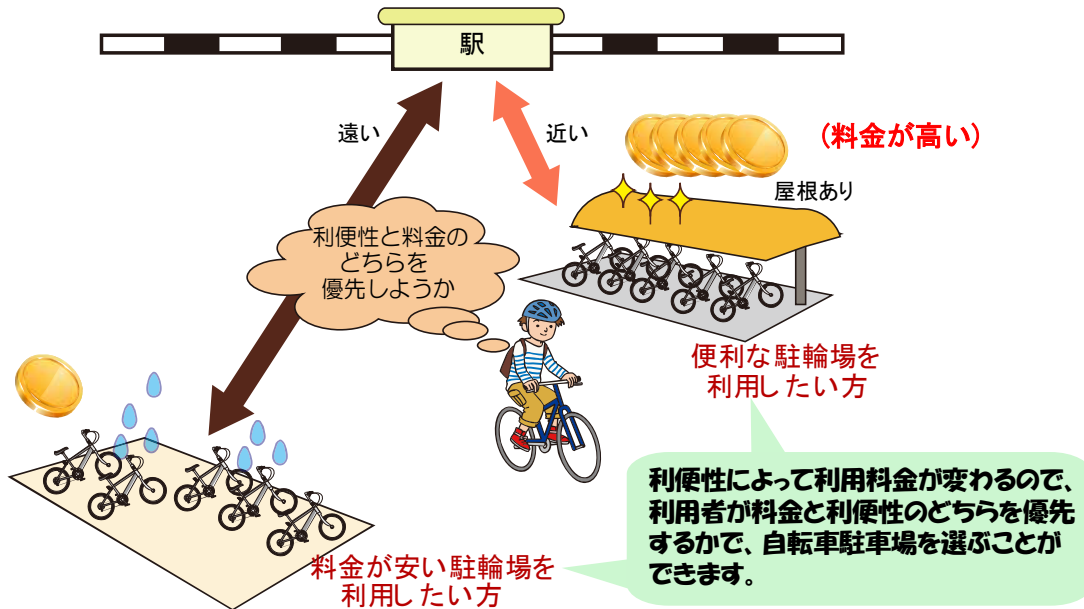 駅
遠い
近い
(料金が高い)
屋根あり
利便性と料金の
どちらを
優先しようか
便利な駐輪場を
利用したい方
料金が安い駐輪場を
利用したい方
利便性によって利用料金が変わるので、
利用者が料金と利便性のどちらを優先
するかで、自転車駐車場を選ぶことが
できます。